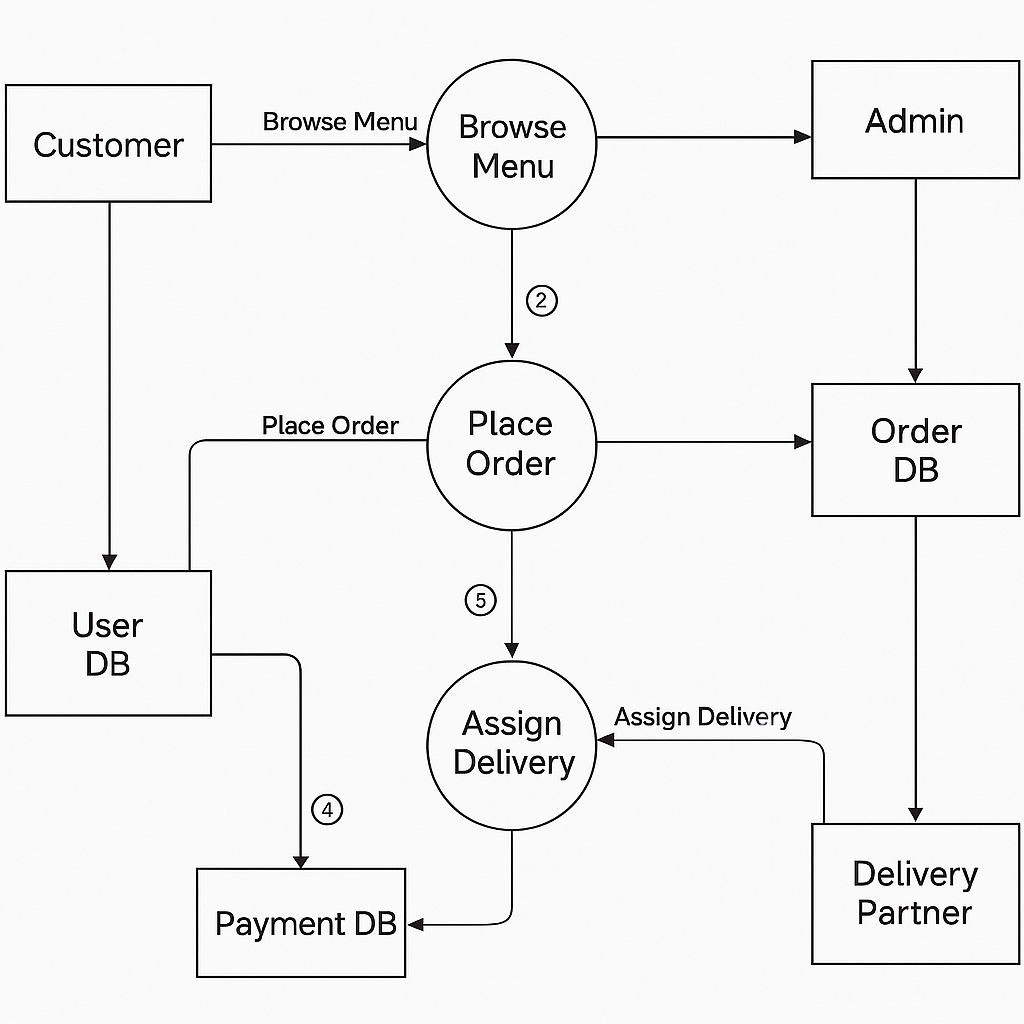 Customer
Browse Menu
Browse
Menu
Admin
2
Place Order
Place
Order
Order
DB
User
DB
5
Assign
Delivery
Assign Delivery
4
Payment DB
Delivery
Partner